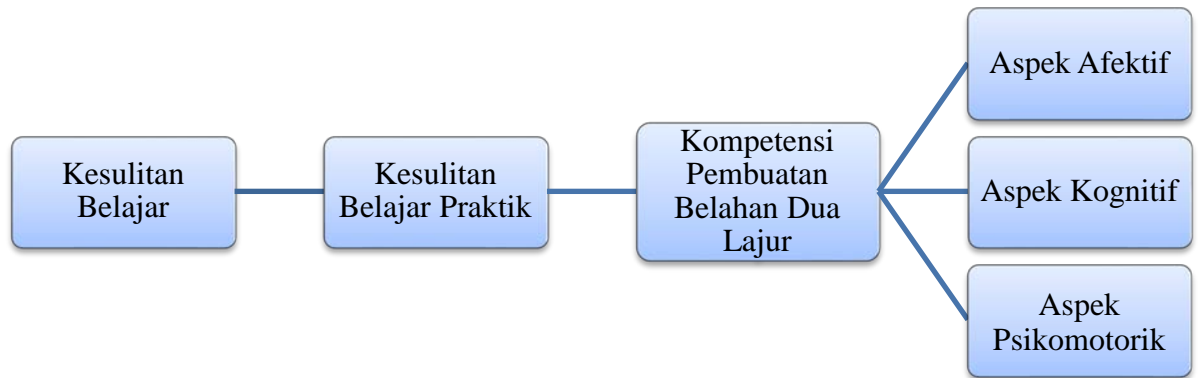 Kesulitan
Belajar
Kesulitan
Belajar Praktik
Kompetensi
Pembuatan
Belahan Dua
Lajur
Aspek Afektif
Aspek Kognitif
Aspek
Psikomotorik